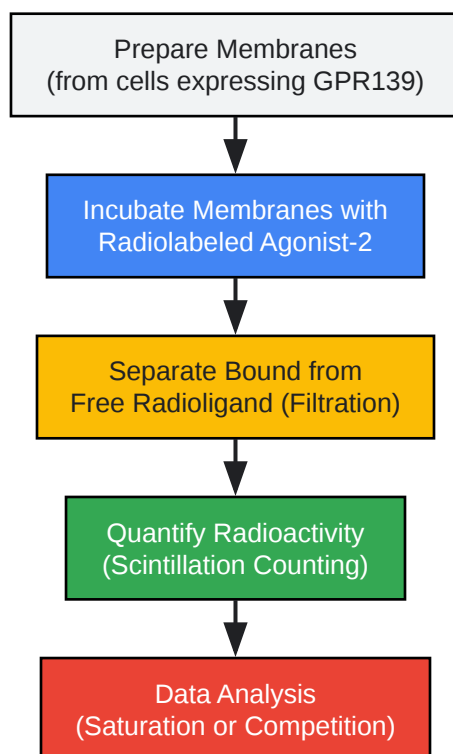 Prepare Membranes
(from cells expressing GPR139)
Incubate Membranes with
Radiolabeled Agonist-2
Separate Bound from
Free Radioligand (Filtration)
Quantify Radioactivity
(Scintillation Counting)
Data Analysis
(Saturation or Competition)